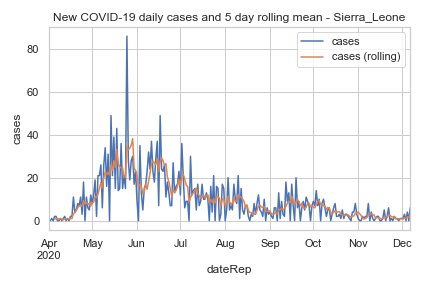 New COVID-19 daily cases and 5 day rolling mean - Sierra_Leone
cases
cases (rolling)
80
60
40
20
0
cases
Apr May Jun Jul Aug Sep Oct Nov Dec
2020
dateRep